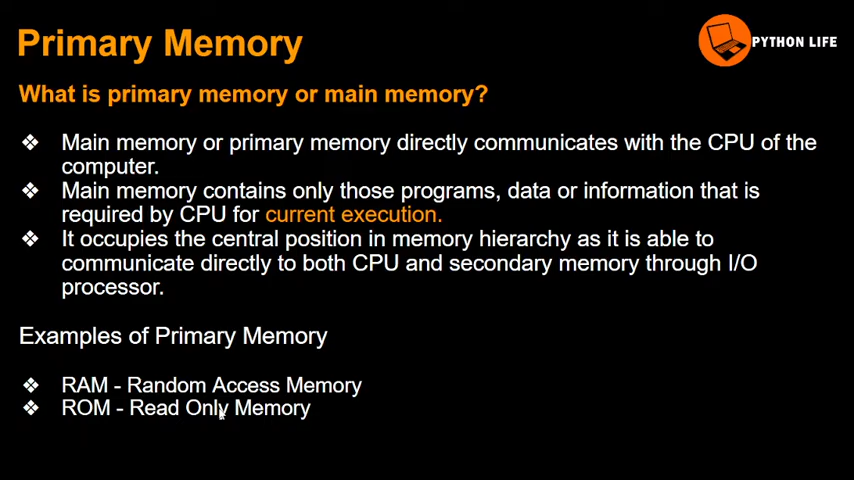 Primary Memory
PYTHON LIFE
What is primary memory or main memory?
❖ Main memory or primary memory directly communicates with the CPU of the
computer.
❖ Main memory contains only those programs, data or information that is
required by CPU for current execution.
❖ It occupies the central position in memory hierarchy as it is able to
communicate directly to both CPU and secondary memory through I/O
processor.
Examples of Primary Memory
❖ RAM - Random Access Memory
❖ ROM - Read Only Memory